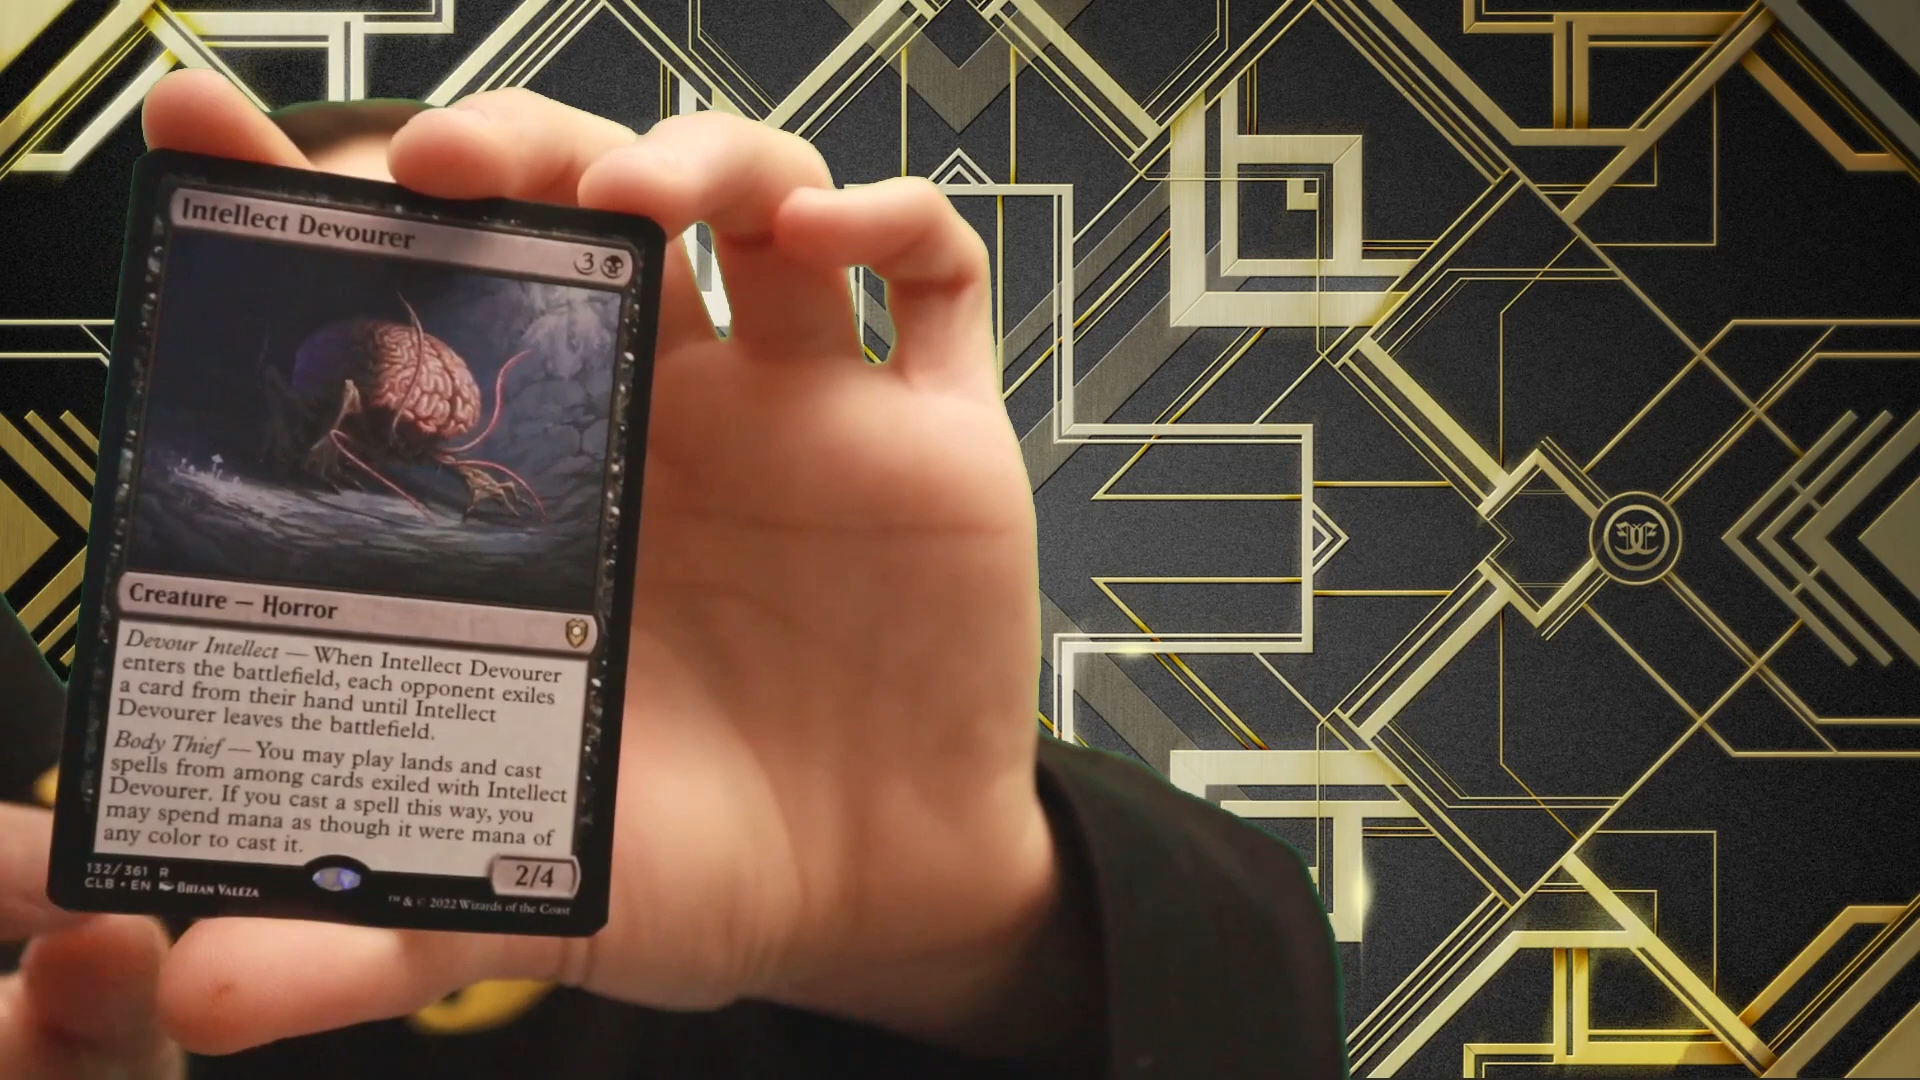 Intellect Devourer
3
Creature — Horror
Devour Intellect — When Intellect Devourer
enters the battlefield, each opponent exiles
a card from their hand until Intellect
Devourer leaves the battlefield.
Body Thief — You may play lands and cast
spells from among cards exiled with Intellect
Devourer. If you cast a spell this way, you
may spend mana as though it were mana of
any color to cast it.
2/4
132/361 R
CLB • EN Brian Valeza
™ & © 2022 Wizards of the Coast